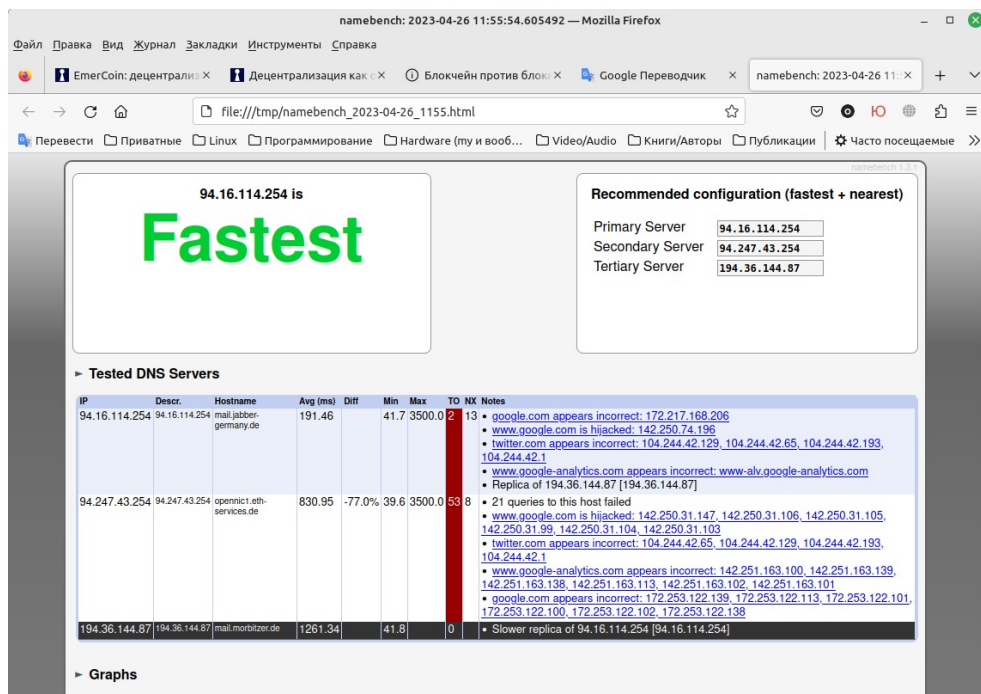 namebench: 2023-04-26 11:55:54.605492 — Mozilla Firefox
Файл Правка Вид Журнал Закладки Инструменты Справка
EmerCoin: децентрализ
Децентрализация как с
Блокчейн против блок
Google Переводчик
namebench: 2023-04-26 11:
file:///tmp/namebench_2023-04-26_1155.html
Перевести Приватные Linux Программирование Hardware (my и вооб… Video/Audio Книги/Авторы Публикации Часто посещаемые
namebench 1.3.1
94.16.114.254 is
Fastest
Recommended configuration (fastest + nearest)
Primary Server 94.16.114.254
Secondary Server 94.247.43.254
Tertiary Server 194.36.144.87
Tested DNS Servers
IP Descr. Hostname Avg (ms) Diff Min Max TO NX Notes
94.16.114.254 94.16.114.254 mail.jabber-germany.de 191.46 41.7 3500.0 2 13 • google.com appears incorrect: 172.217.168.206
• www.google.com is hijacked: 142.250.74.196
• twitter.com appears incorrect: 104.244.42.129, 104.244.42.65, 104.244.42.193,
104.244.42.1
• www.google-analytics.com appears incorrect: www-alv.google-analytics.com
• Replica of 194.36.144.87 [194.36.144.87]
94.247.43.254 94.247.43.254 opennic1.eth-services.de 830.95 -77.0% 39.6 3500.0 53 8 • 21 queries to this host failed
• www.google.com is hijacked: 142.250.31.147, 142.250.31.106, 142.250.31.105,
142.250.31.99, 142.250.31.104, 142.250.31.103
• twitter.com appears incorrect: 104.244.42.65, 104.244.42.129, 104.244.42.193,
104.244.42.1
• www.google-analytics.com appears incorrect: 142.251.163.100, 142.251.163.139,
142.251.163.138, 142.251.163.113, 142.251.163.102, 142.251.163.101
• google.com appears incorrect: 172.253.122.139, 172.253.122.113, 172.253.122.101,
172.253.122.100, 172.253.122.102, 172.253.122.138
194.36.144.87 194.36.144.87 mail.morbitzer.de 1261.34 41.8 0 • Slower replica of 94.16.114.254 [94.16.114.254]
Graphs